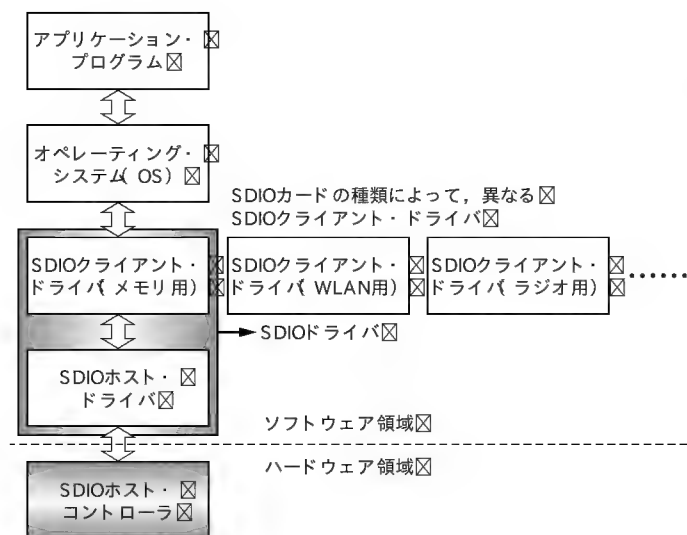 アプリケーション・
プログラム
オペレーティング・
システム(OS)
SDIOカードの種類によって，異なる
SDIOクライアント・ドライバ
SDIOクライアント・
ドライバ(メモリ用)
SDIOクライアント・
ドライバ(WLAN用)
SDIOクライアント・
ドライバ(ラジオ用)
SDIOドライバ
SDIOホスト・
ドライバ
ソフトウェア領域
ハードウェア領域
SDIOホスト・
コントローラ